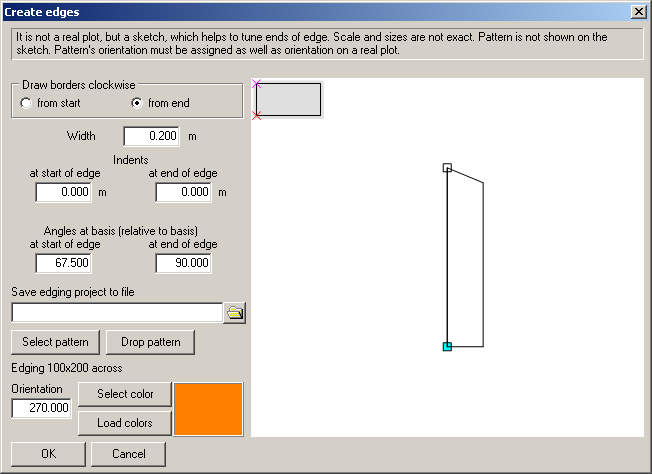 Create edges
It is not a real plot, but a sketch, which helps to tune ends of edge. Scale and sizes are not exact. Pattern is not shown on the
sketch. Pattern's orientation must be assigned as well as orientation on a real plot.
Draw borders clockwise
from start from end
Width 0.200 m
Indents
at start of edge at end of edge
0.000 m 0.000 m
Angles at basis (relative to basis)
at start of edge at end of edge
67.500 90.000
Save edging project to file
Select pattern Drop pattern
Edging 100x200 across
Orientation Select color
270.000
Load colors
OK Cancel